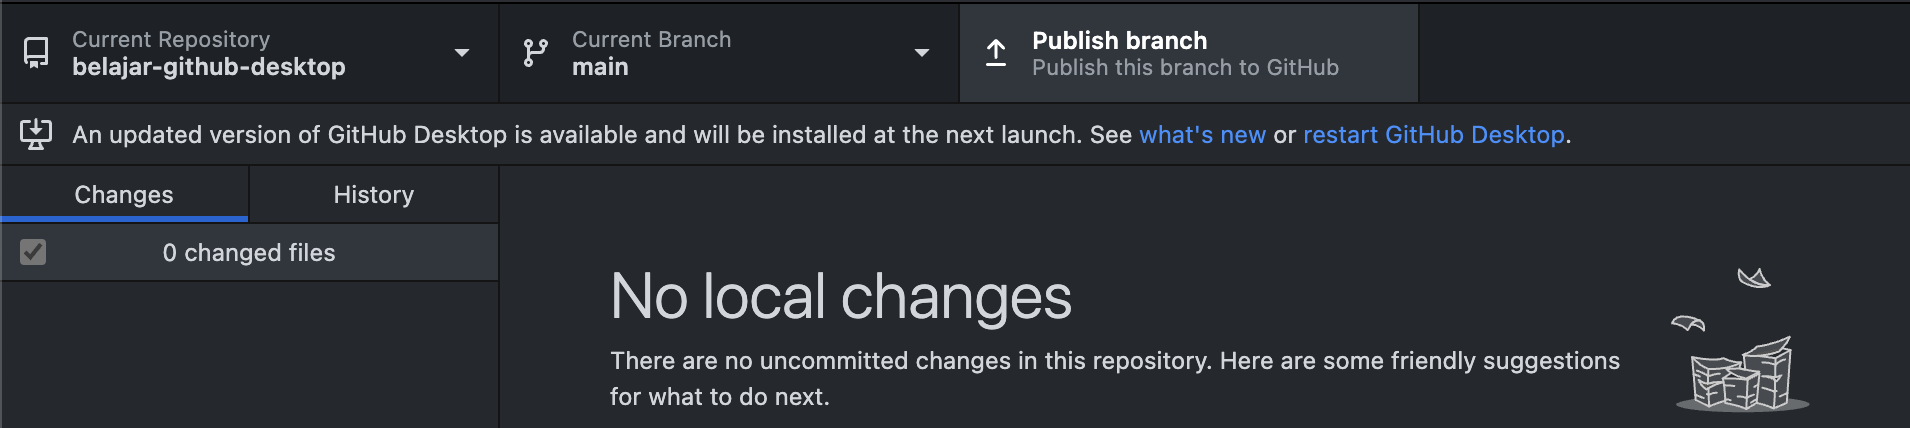 Current Repository
belajar-github-desktop
Current Branch
main
Publish branch
Publish this branch to GitHub
An updated version of GitHub Desktop is available and will be installed at the next launch. See what's new or restart GitHub Desktop.
Changes
History
0 changed files
No local changes
There are no uncommitted changes in this repository. Here are some friendly suggestions
for what to do next.